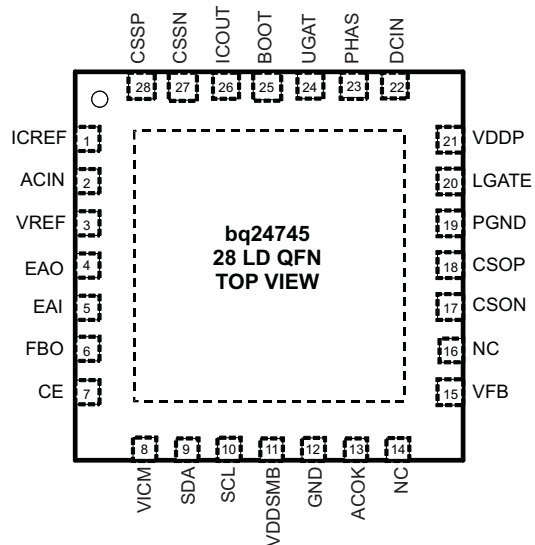 CSSP
CSSN
ICOUT
BOOT
UGAT
PHAS
DCIN
28
27
26
25
24
23
22
ICREF 1
ACIN 2
VREF 3
EAO 4
EAI 5
FBO 6
CE 7
bq24745
28 LD QFN
TOP VIEW
21 VDDP
20 LGATE
19 PGND
18 CSOP
17 CSON
16 NC
15 VFB
8
9
10
11
12
13
14
VICM
SDA
SCL
VDDSMB
GND
ACOK
NC